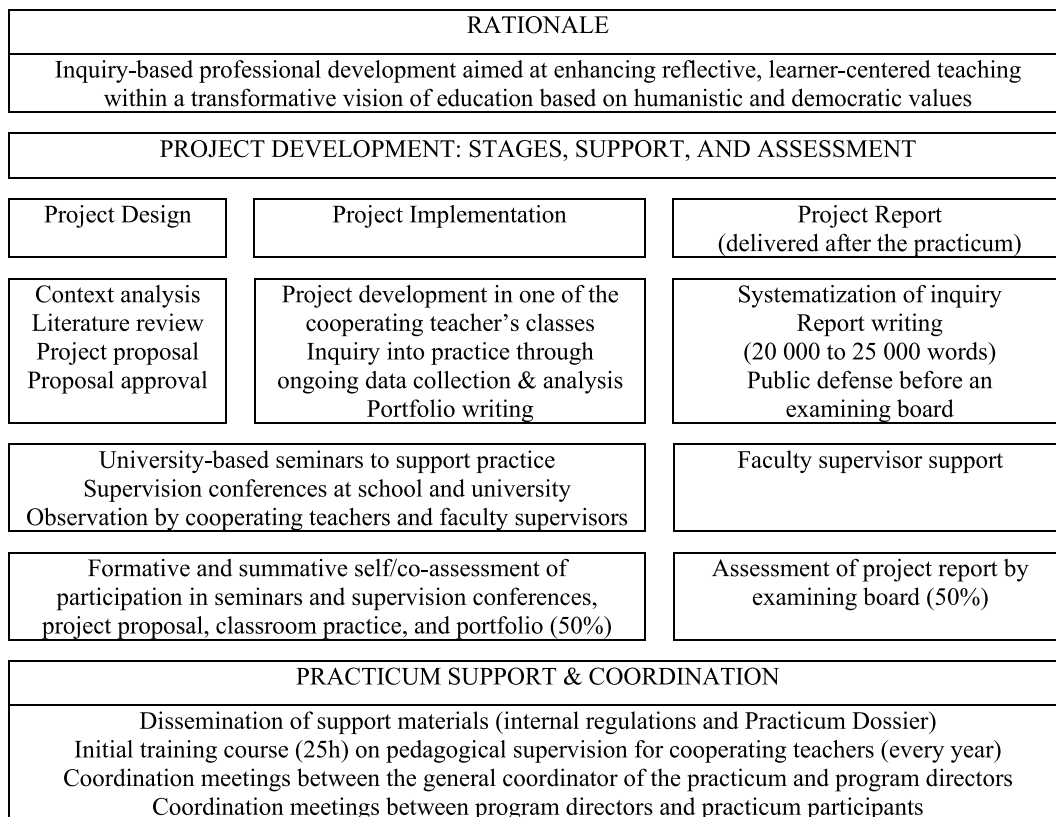 RATIONALE
Inquiry-based professional development aimed at enhancing reflective, learner-centered teaching
within a transformative vision of education based on humanistic and democratic values
PROJECT DEVELOPMENT: STAGES, SUPPORT, AND ASSESSMENT
Project Design
Project Implementation
Project Report
(delivered after the practicum)
Context analysis
Literature review
Project proposal
Proposal approval
Project development in one of the
cooperating teacher's classes
Inquiry into practice through
ongoing data collection & analysis
Portfolio writing
Systematization of inquiry
Report writing
(20 000 to 25 000 words)
Public defense before an
examining board
University-based seminars to support practice
Supervision conferences at school and university
Observation by cooperating teachers and faculty supervisors
Faculty supervisor support
Formative and summative self/co-assessment of
participation in seminars and supervision conferences,
project proposal, classroom practice, and portfolio (50%)
Assessment of project report by
examining board (50%)
PRACTICUM SUPPORT & COORDINATION
Dissemination of support materials (internal regulations and Practicum Dossier)
Initial training course (25h) on pedagogical supervision for cooperating teachers (every year)
Coordination meetings between the general coordinator of the practicum and program directors
Coordination meetings between program directors and practicum participants